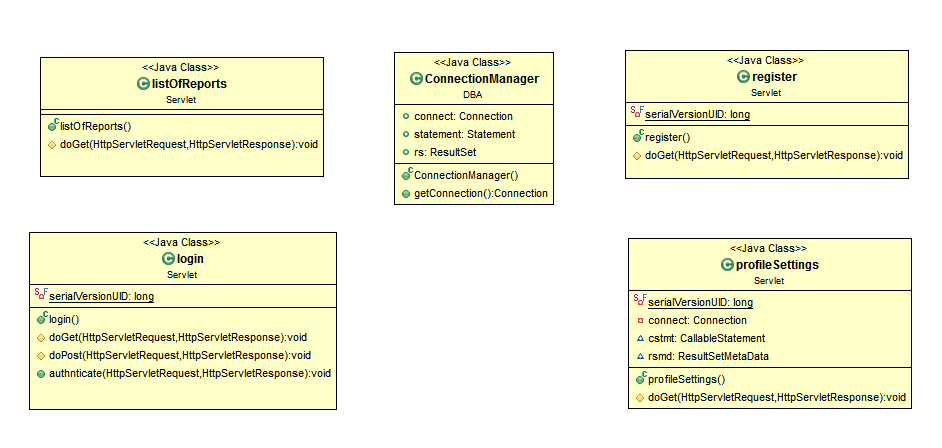 <<Java Class>>
listOfReports
Servlet
listOfReports()
doGet(HttpServletRequest,HttpServletResponse):void
<<Java Class>>
ConnectionManager
DBA
connect: Connection
statement: Statement
rs: ResultSet
ConnectionManager()
getConnection():Connection
<<Java Class>>
register
Servlet
serialVersionUID: long
register()
doGet(HttpServletRequest,HttpServletResponse):void
<<Java Class>>
login
Servlet
serialVersionUID: long
login()
doGet(HttpServletRequest,HttpServletResponse):void
doPost(HttpServletRequest,HttpServletResponse):void
authnticate(HttpServletRequest,HttpServletResponse):void
<<Java Class>>
profileSettings
Servlet
serialVersionUID: long
connect: Connection
cstmt: CallableStatement
rsmd: ResultSetMetaData
profileSettings()
doGet(HttpServletRequest,HttpServletResponse):void